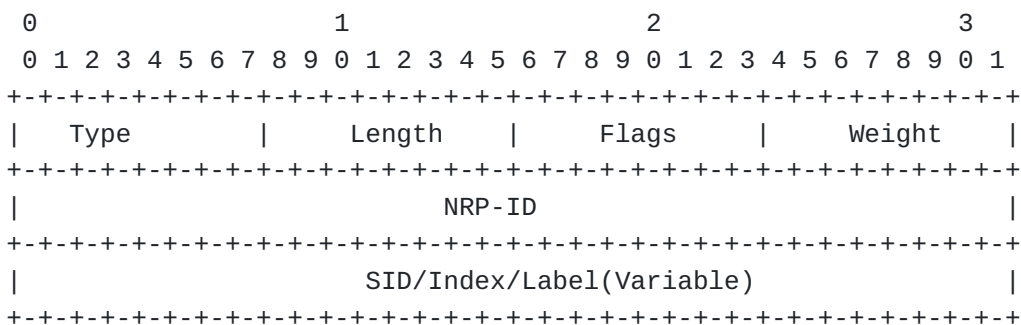 0                   1                   2                   3
 0 1 2 3 4 5 6 7 8 9 0 1 2 3 4 5 6 7 8 9 0 1 2 3 4 5 6 7 8 9 0 1
+-+-+-+-+-+-+-+-+-+-+-+-+-+-+-+-+-+-+-+-+-+-+-+-+-+-+-+-+-+-+-+-+
|   Type        |     Length    |     Flags     |     Weight    |
+-+-+-+-+-+-+-+-+-+-+-+-+-+-+-+-+-+-+-+-+-+-+-+-+-+-+-+-+-+-+-+-+
|                           NRP-ID                              |
+-+-+-+-+-+-+-+-+-+-+-+-+-+-+-+-+-+-+-+-+-+-+-+-+-+-+-+-+-+-+-+-+
|                      SID/Index/Label(Variable)                |
+-+-+-+-+-+-+-+-+-+-+-+-+-+-+-+-+-+-+-+-+-+-+-+-+-+-+-+-+-+-+-+-+